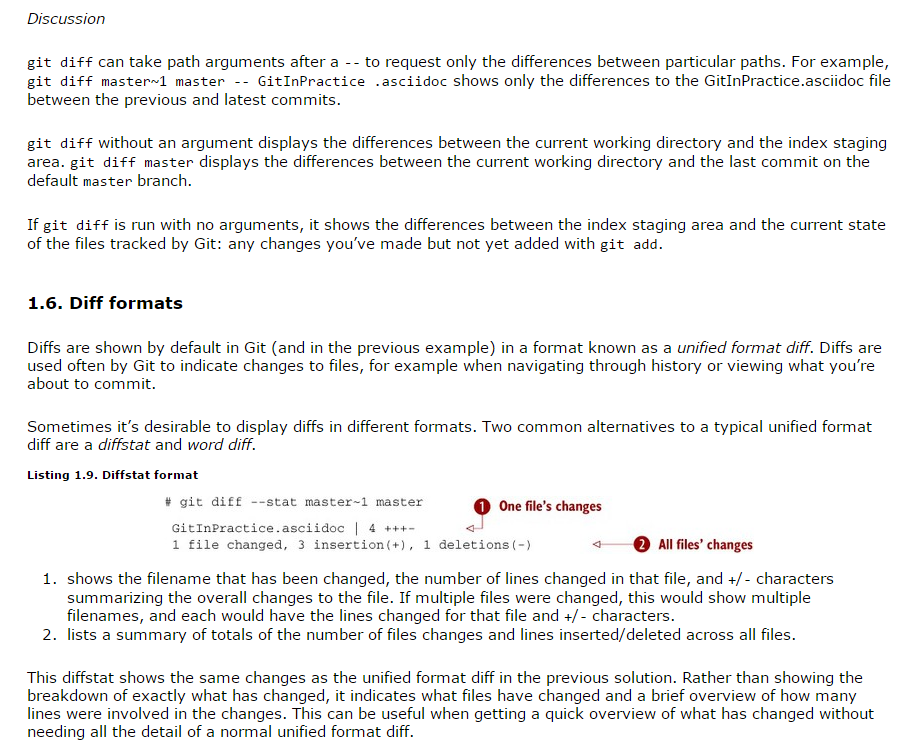 Discussion
git diff can take path arguments after a -- to request only the differences between particular paths. For example,
git diff master~1 master -- GitInPractice .asciidoc shows only the differences to the GitInPractice.asciidoc file
between the previous and latest commits.
git diff without an argument displays the differences between the current working directory and the index staging
area. git diff master displays the differences between the current working directory and the last commit on the
default master branch.
If git diff is run with no arguments, it shows the differences between the index staging area and the current state
of the files tracked by Git: any changes you've made but not yet added with git add.
1.6. Diff formats
Diffs are shown by default in Git (and in the previous example) in a format known as a unified format diff. Diffs are
used often by Git to indicate changes to files, for example when navigating through history or viewing what you're
about to commit.
Sometimes it's desirable to display diffs in different formats. Two common alternatives to a typical unified format
diff are a diffstat and word diff.
Listing 1.9. Diffstat format
# git diff --stat master~1 master
1 One file's changes
GitInPractice.asciidoc | 4 +++-
1 file changed, 3 insertion(+), 1 deletions(-)
2 All files' changes
1. shows the filename that has been changed, the number of lines changed in that file, and +/- characters
summarizing the overall changes to the file. If multiple files were changed, this would show multiple
filenames, and each would have the lines changed for that file and +/- characters.
2. lists a summary of totals of the number of files changes and lines inserted/deleted across all files.
This diffstat shows the same changes as the unified format diff in the previous solution. Rather than showing the
breakdown of exactly what has changed, it indicates what files have changed and a brief overview of how many
lines were involved in the changes. This can be useful when getting a quick overview of what has changed without
needing all the detail of a normal unified format diff.